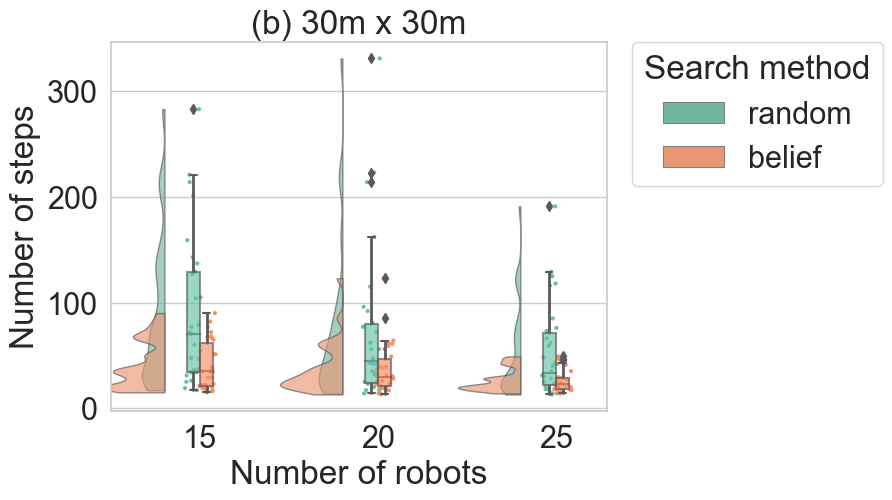 (b) 30m x 30m
Number of steps
300
200
100
0
15 20 25
Number of robots
Search method
random
belief